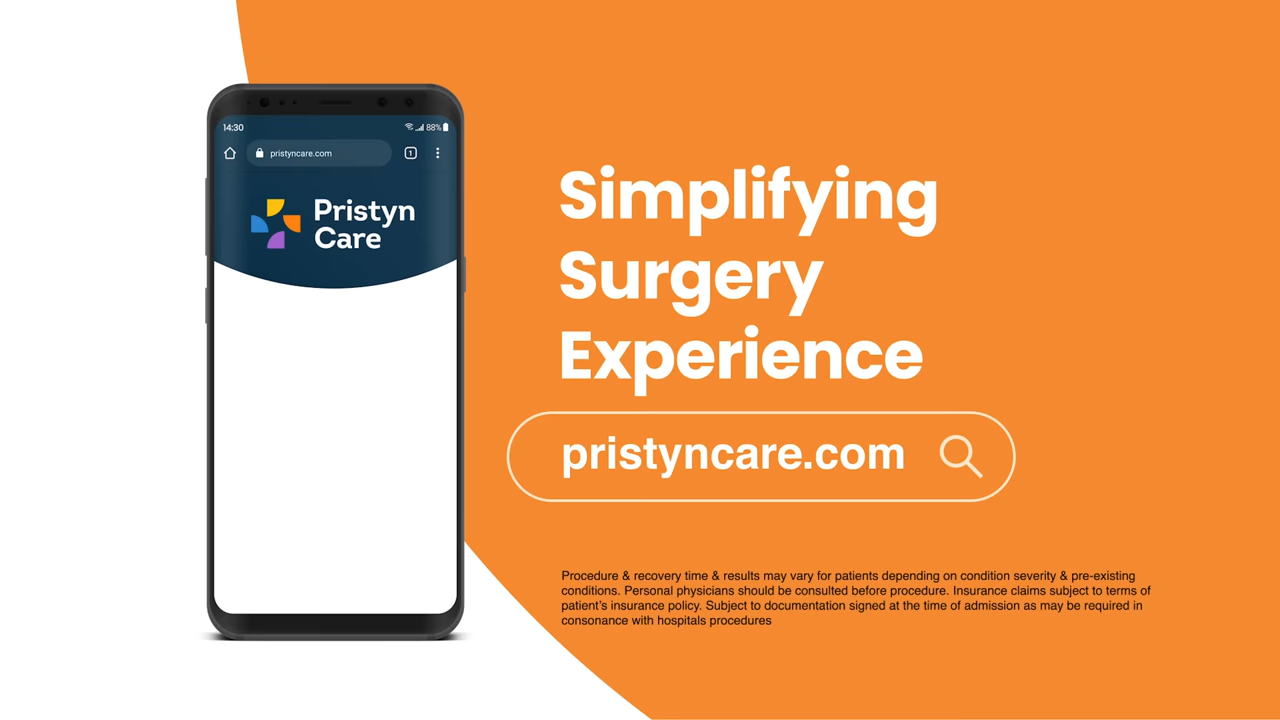 14:30
88%
pristyncare.com
1
Pristyn
Care
Simplifying
Surgery
Experience
pristyncare.com
Procedure & recovery time & results may vary for patients depending on condition severity & pre-existing
conditions. Personal physicians should be consulted before procedure. Insurance claims subject to terms of
patient's insurance policy. Subject to documentation signed at the time of admission as may be required in
consonance with hospitals procedures